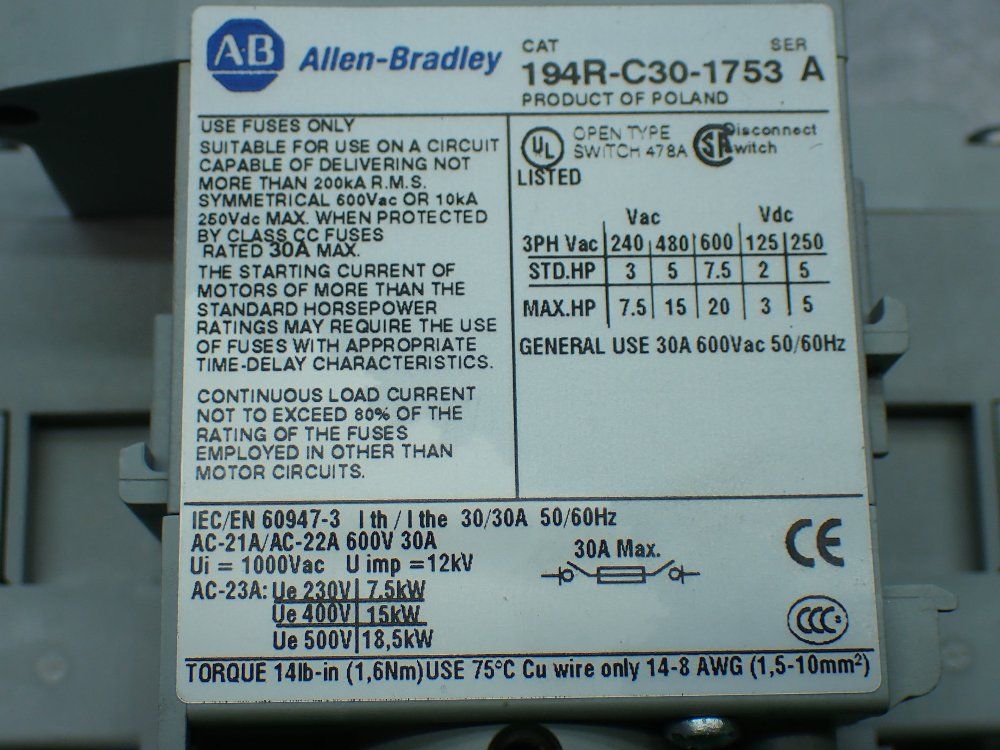 A·B Allen-Bradley
CAT SER
194R-C30-1753 A
PRODUCT OF POLAND
USE FUSES ONLY
SUITABLE FOR USE ON A CIRCUIT
CAPABLE OF DELIVERING NOT
MORE THAN 200kA R.M.S.
SYMMETRICAL 600Vac OR 10kA
250Vdc MAX. WHEN PROTECTED
BY CLASS CC FUSES
RATED 30A MAX.
THE STARTING CURRENT OF
MOTORS OF MORE THAN THE
STANDARD HORSEPOWER
RATINGS MAY REQUIRE THE USE
OF FUSES WITH APPROPRIATE
TIME-DELAY CHARACTERISTICS.
CONTINUOUS LOAD CURRENT
NOT TO EXCEED 80% OF THE
RATING OF THE FUSES
EMPLOYED IN OTHER THAN
MOTOR CIRCUITS.
UL OPEN TYPE SA Disconnect
SWITCH 478A witch
LISTED
Vac Vdc
3PH Vac 240 480 600 125 250
STD.HP 3 5 7.5 2 5
MAX.HP 7.5 15 20 3 5
GENERAL USE 30A 600Vac 50/60Hz
IEC/EN 60947-3 I th / I the 30/30A 50/60Hz
AC-21A/AC-22A 600V 30A
Ui = 1000Vac U imp =12kV
AC-23A: Ue 230V 7.5kW
Ue 400V 15kW
Ue 500V 18,5kW
30A Max.
CE
CCC S
TORQUE 14lb-in (1,6Nm)USE 75°C Cu wire only 14-8 AWG (1,5-10mm²)